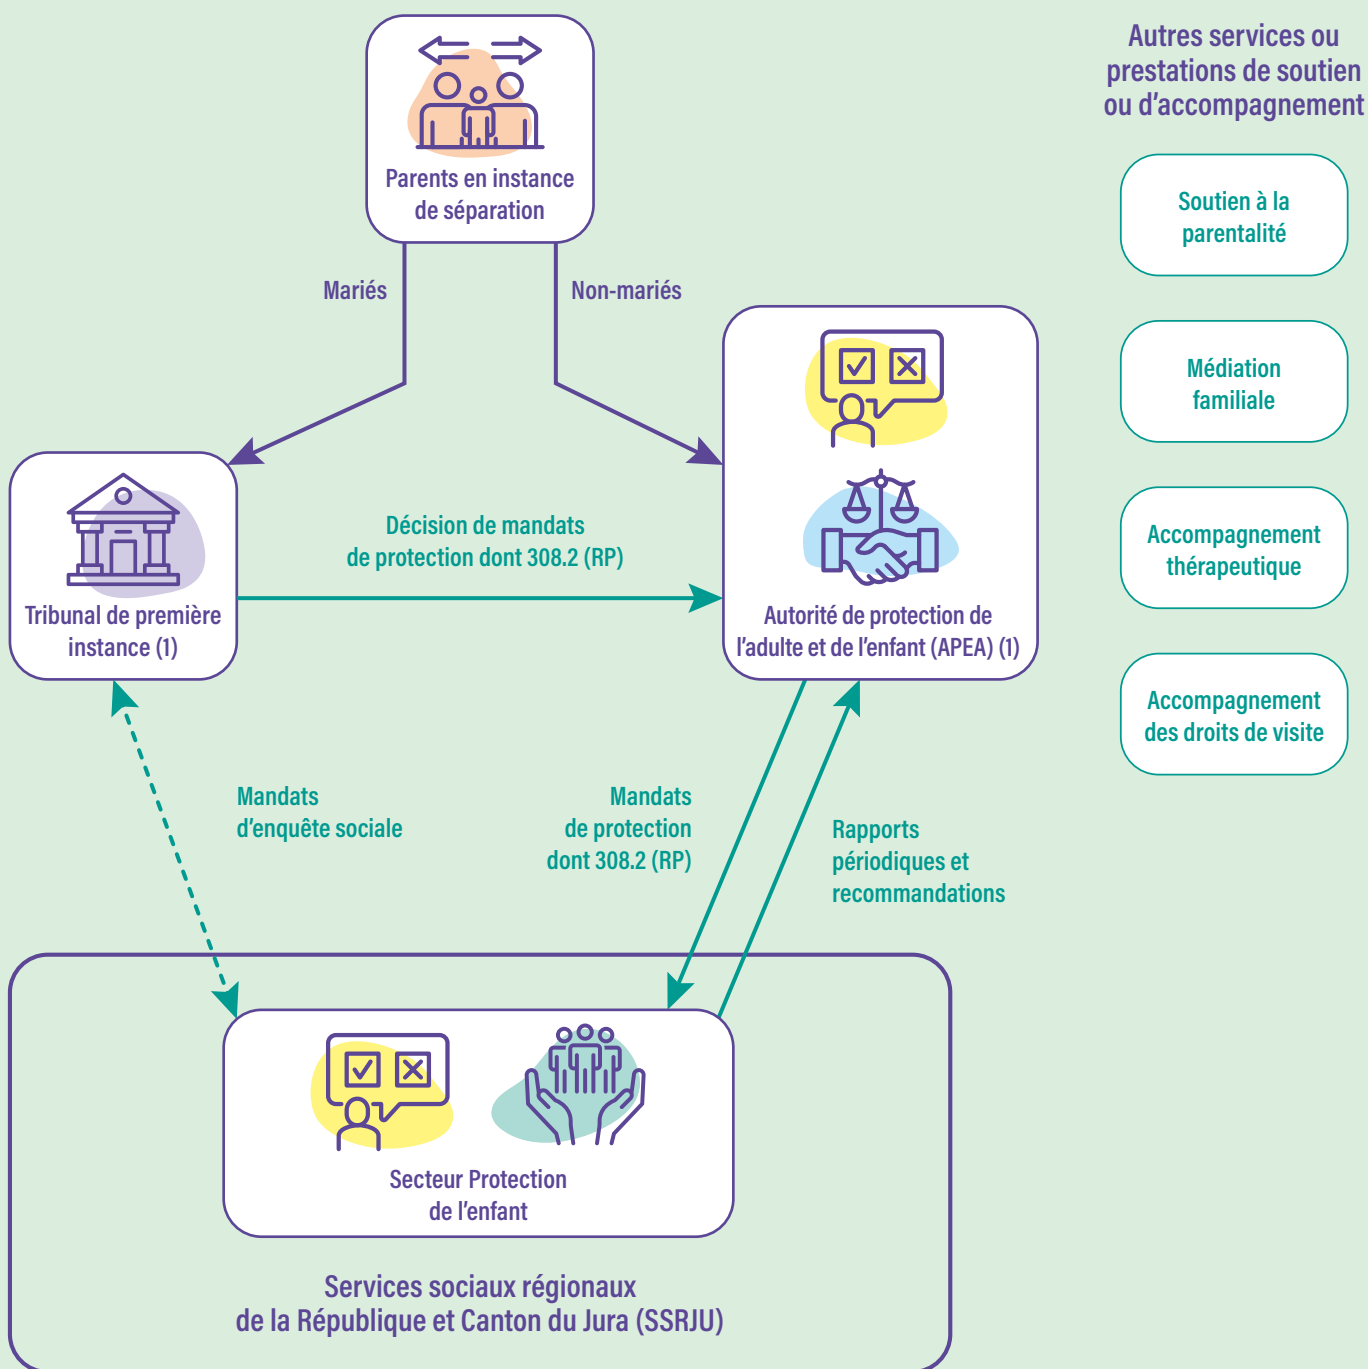 Parents en instance
de séparation
Autres services ou
prestations de soutien
ou d'accompagnement
Soutien à la
parentalité
Médiation
familiale
Accompagnement
thérapeutique
Accompagnement
des droits de visite
Mariés
Non-mariés
Tribunal de première
instance (1)
Décision de mandats
de protection dont 308.2 (RP)
Autorité de protection de
l'adulte et de l'enfant (APEA) (1)
Mandats
d'enquête sociale
Mandats
de protection
dont 308.2 (RP)
Rapports
périodiques et
recommandations
Secteur Protection
de l'enfant
Services sociaux régionaux
de la République et Canton du Jura (SSRJU)